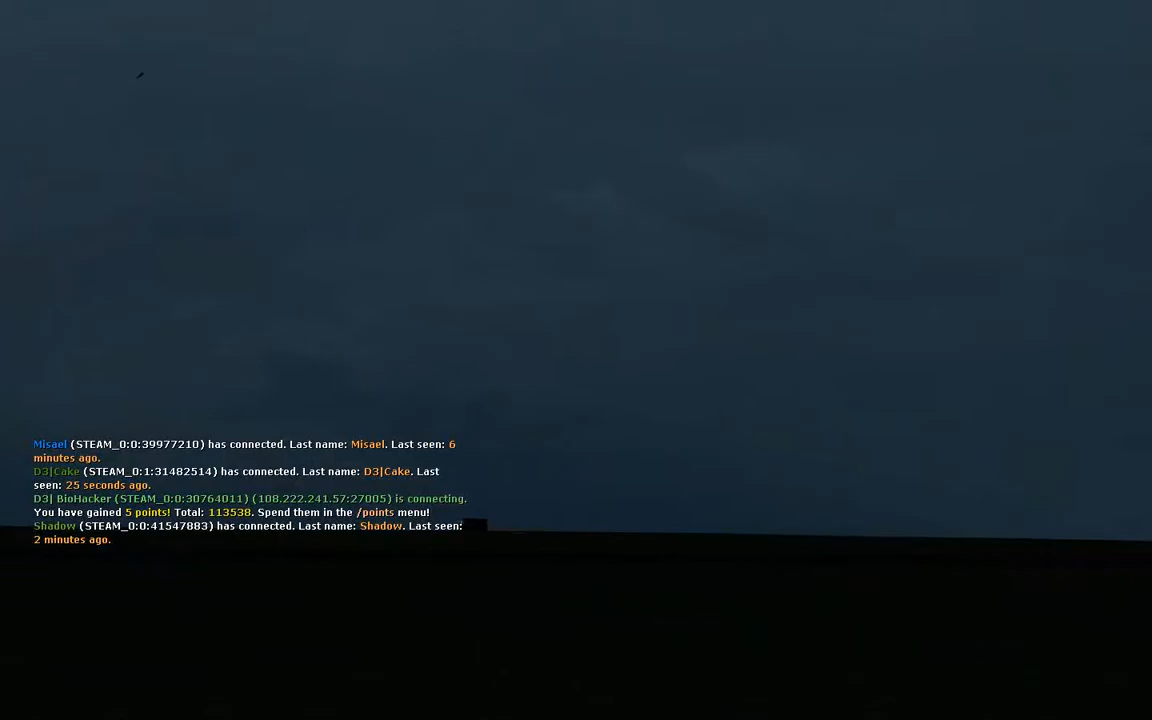 Misael (STEAM_0:0:39977210) has connected. Last name: Misael. Last seen: 6
minutes ago.
D3|Cake (STEAM_0:1:31482514) has connected. Last name: D3|Cake. Last
seen: 25 seconds ago.
D3| BioHacker (STEAM_0:0:30764011) (108.222.241.57:27005) is connecting.
You have gained 5 points! Total: 113538. Spend them in the /points menu!
Shadow (STEAM_0:0:41547883) has connected. Last name: Shadow. Last seen:
2 minutes ago.